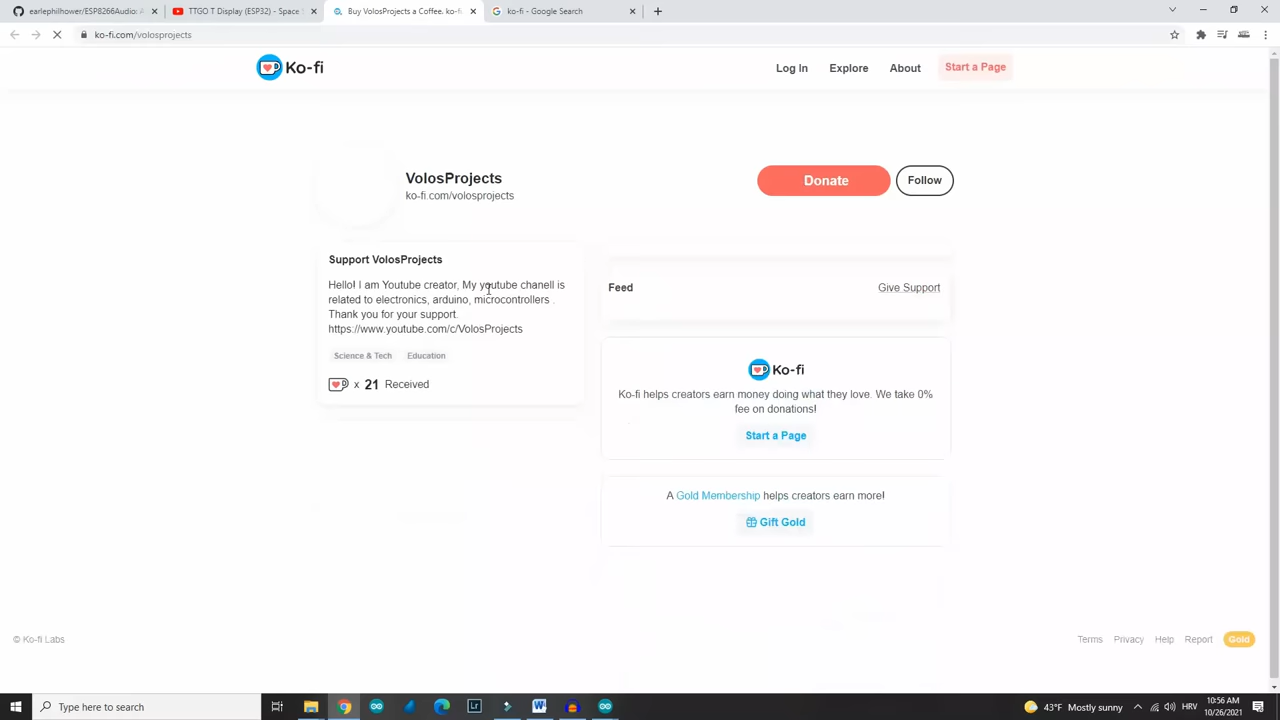 earlephilhower/ESP8266Audio: A
TTGO T Display (ESP32) - Space S
Buy VolosProjects a Coffee. ko-fi
ko-fi - Google Search
ko-fi.com/volosprojects
Ko-fi
Log In
Explore
About
Start a Page
VolosProjects
ko-fi.com/volosprojects
Donate
Follow
Support VolosProjects
Hello! I am Youtube creator, My youtube chanell is
related to electronics, arduino, microcontrollers .
Thank you for your support.
https://www.youtube.com/c/VolosProjects
Science & Tech
Education
x 21 Received
Feed
Give Support
Ko-fi
Ko-fi helps creators earn money doing what they love. We take 0%
fee on donations!
Start a Page
A Gold Membership helps creators earn more!
Gift Gold
© Ko-fi Labs
Terms
Privacy
Help
Report
Gold
Type here to search
Lr
W
43°F Mostly sunny
HRV
10:56 AM
10/26/2021